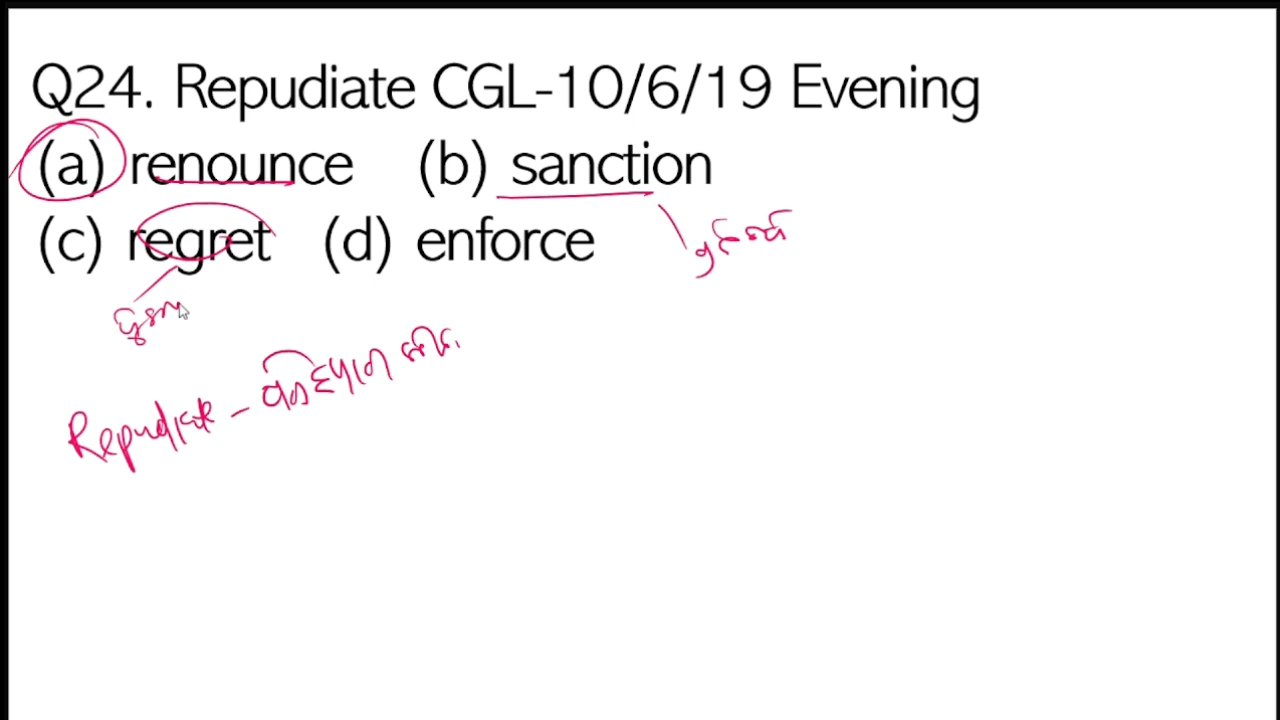 Q24. Repudiate CGL-10/6/19 Evening
(a) renounce (b) sanction
(c) regret (d) enforce
Repudiate -